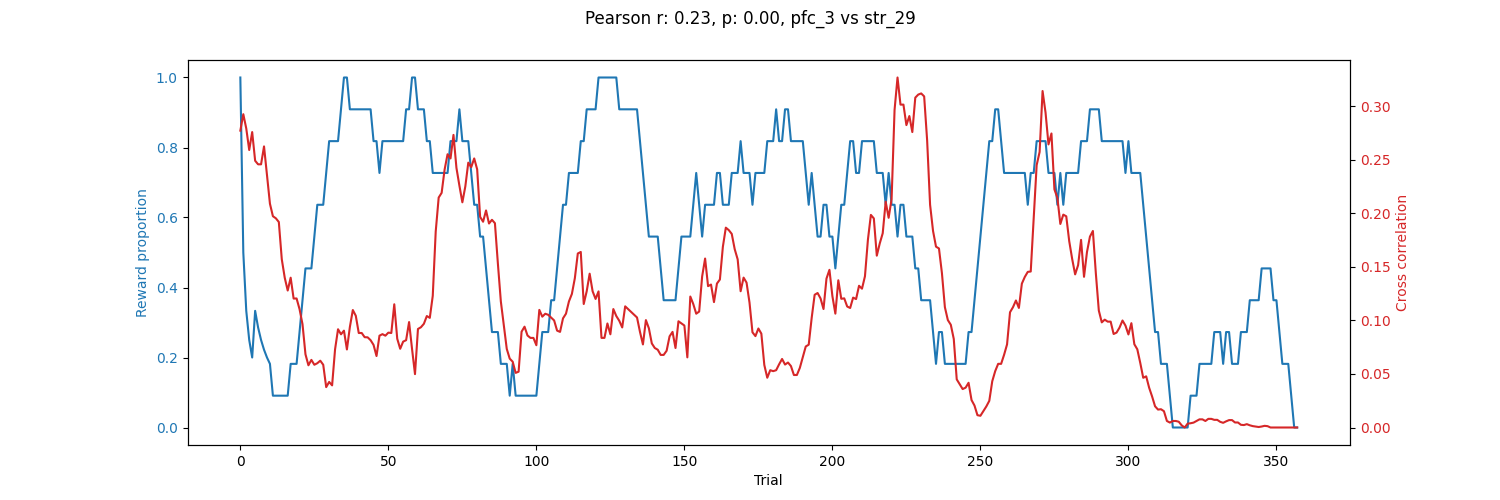 Pearson r: 0.23, p: 0.00, pfc_3 vs str_29
1.0
0.8
0.6
0.4
0.2
0.0
Reward proportion
0.30
0.25
0.20
0.15
0.10
0.05
0.00
Cross correlation
0 50 100 150 200 250 300 350
Trial